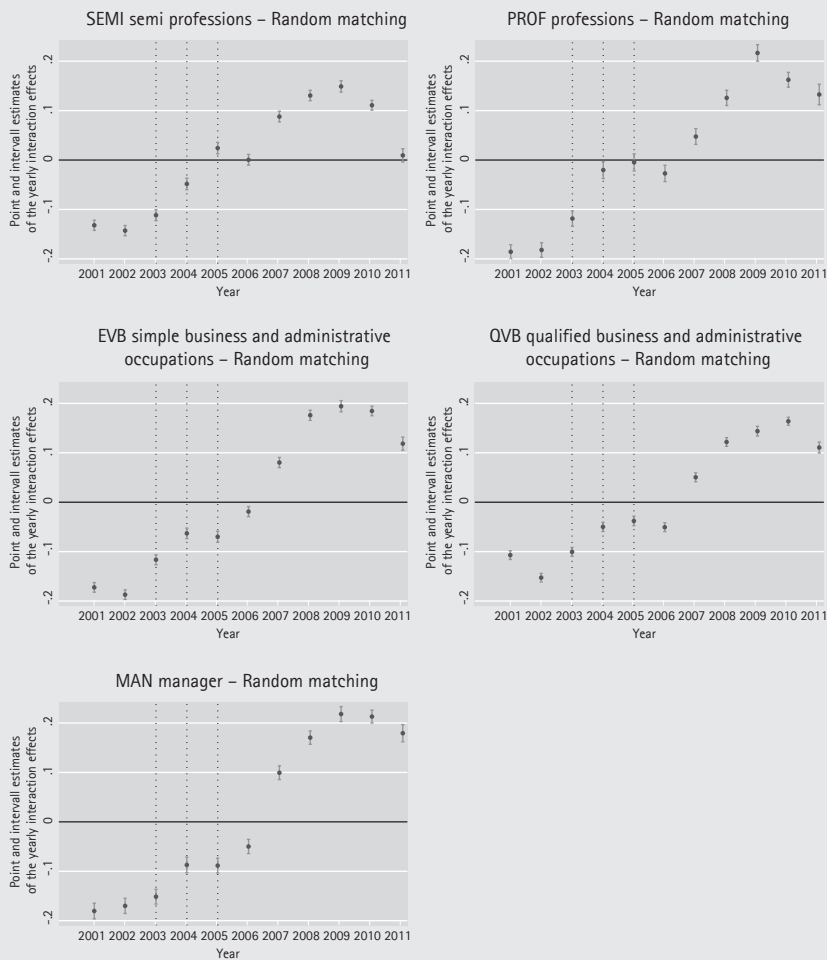 SEMI semi professions – Random matching
Point and intervall estimates
of the yearly interaction effects
.2
.1
0
-.1
-.2
2001 2002 2003 2004 2005 2006 2007 2008 2009 2010 2011
Year
PROF professions – Random matching
Point and intervall estimates
of the yearly interaction effects
.2
.1
0
-.1
-.2
2001 2002 2003 2004 2005 2006 2007 2008 2009 2010 2011
Year
EVB simple business and administrative
occupations – Random matching
Point and intervall estimates
of the yearly interaction effects
.2
.1
0
-.1
-.2
2001 2002 2003 2004 2005 2006 2007 2008 2009 2010 2011
Year
QVB qualified business and administrative
occupations – Random matching
Point and intervall estimates
of the yearly interaction effects
.2
.1
0
-.1
-.2
2001 2002 2003 2004 2005 2006 2007 2008 2009 2010 2011
Year
MAN manager – Random matching
Point and intervall estimates
of the yearly interaction effects
.2
.1
0
-.1
-.2
2001 2002 2003 2004 2005 2006 2007 2008 2009 2010 2011
Year